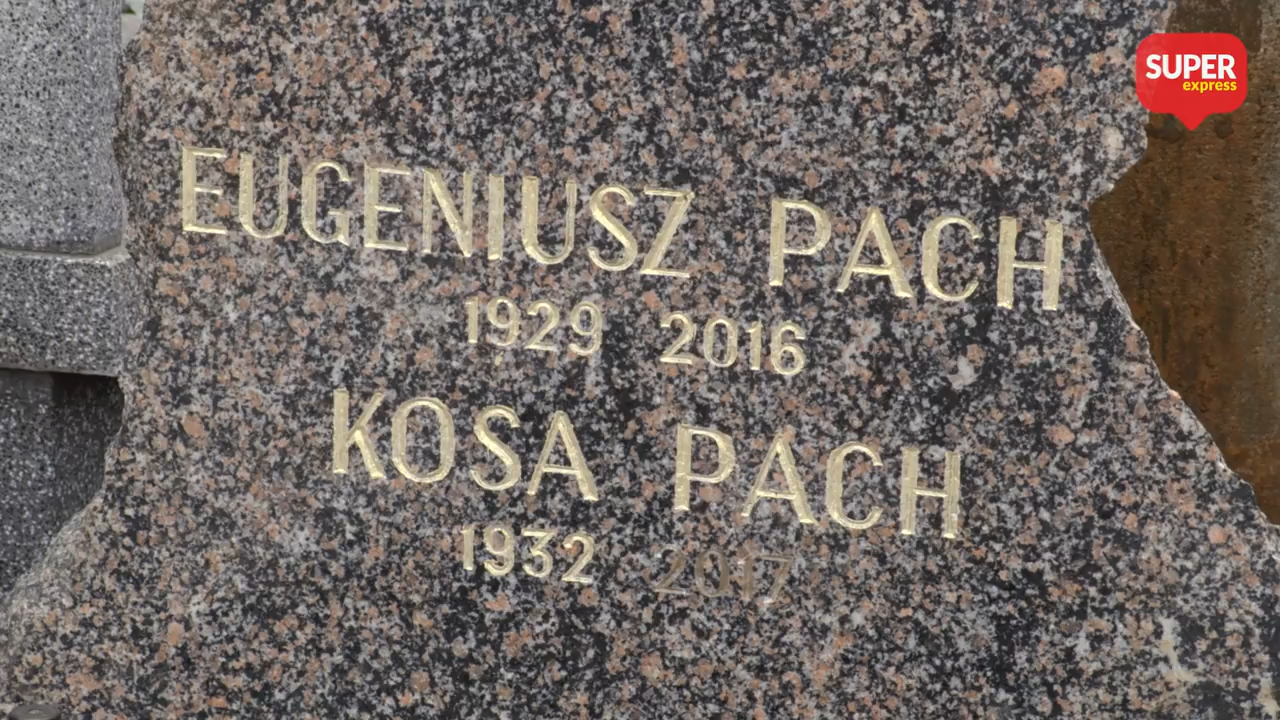 SUPER
express
EUGENIUSZ PACH
1929 2016
KOSA PACH
1932 2017